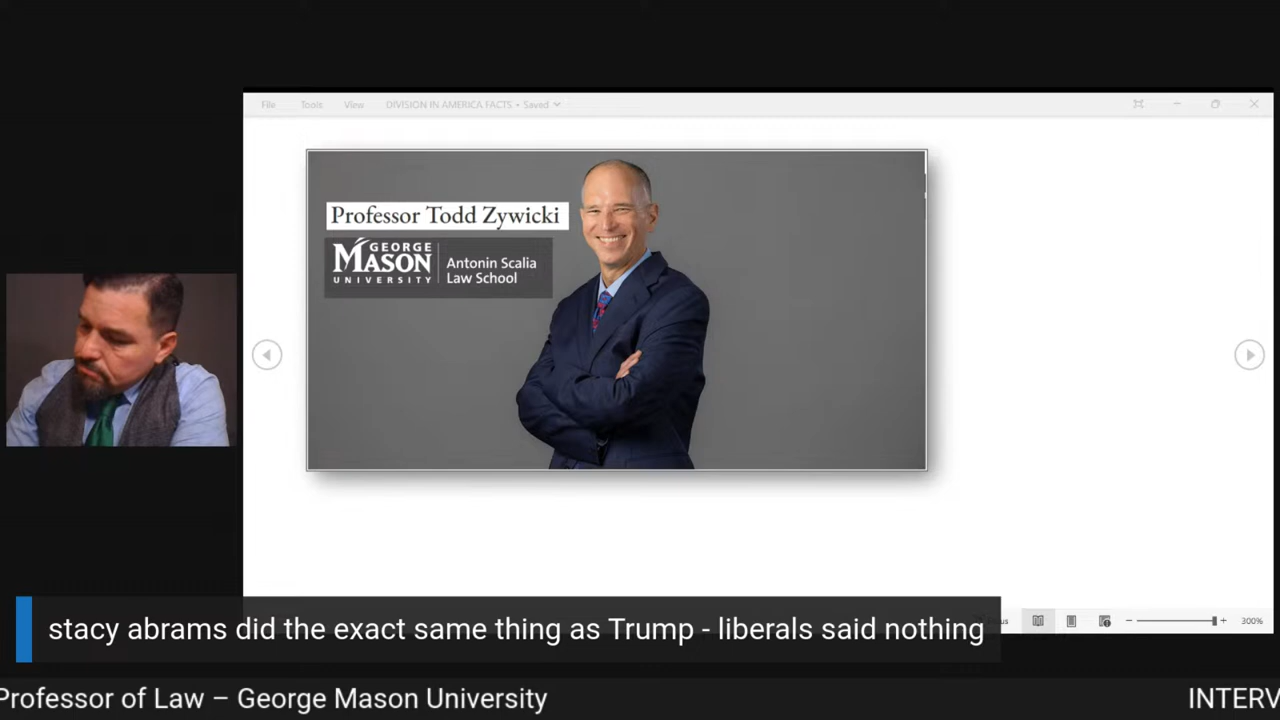 File Tools View DIVISION IN AMERICA FACTS • Saved
Professor Todd Zywicki
GEORGE
MASON
UNIVERSITY
Antonin Scalia
Law School
stacy abrams did the exact same thing as Trump - liberals said nothing
300%
Professor of Law – George Mason University
INTERV